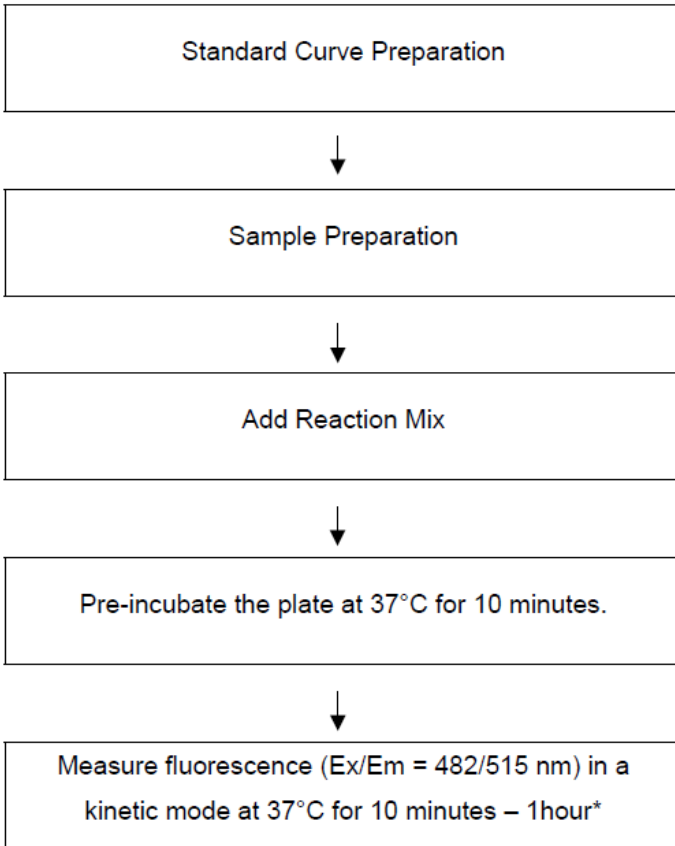 Standard Curve Preparation
Sample Preparation
Add Reaction Mix
Pre-incubate the plate at 37°C for 10 minutes.
Measure fluorescence (Ex/Em = 482/515 nm) in a
kinetic mode at 37°C for 10 minutes – 1hour*